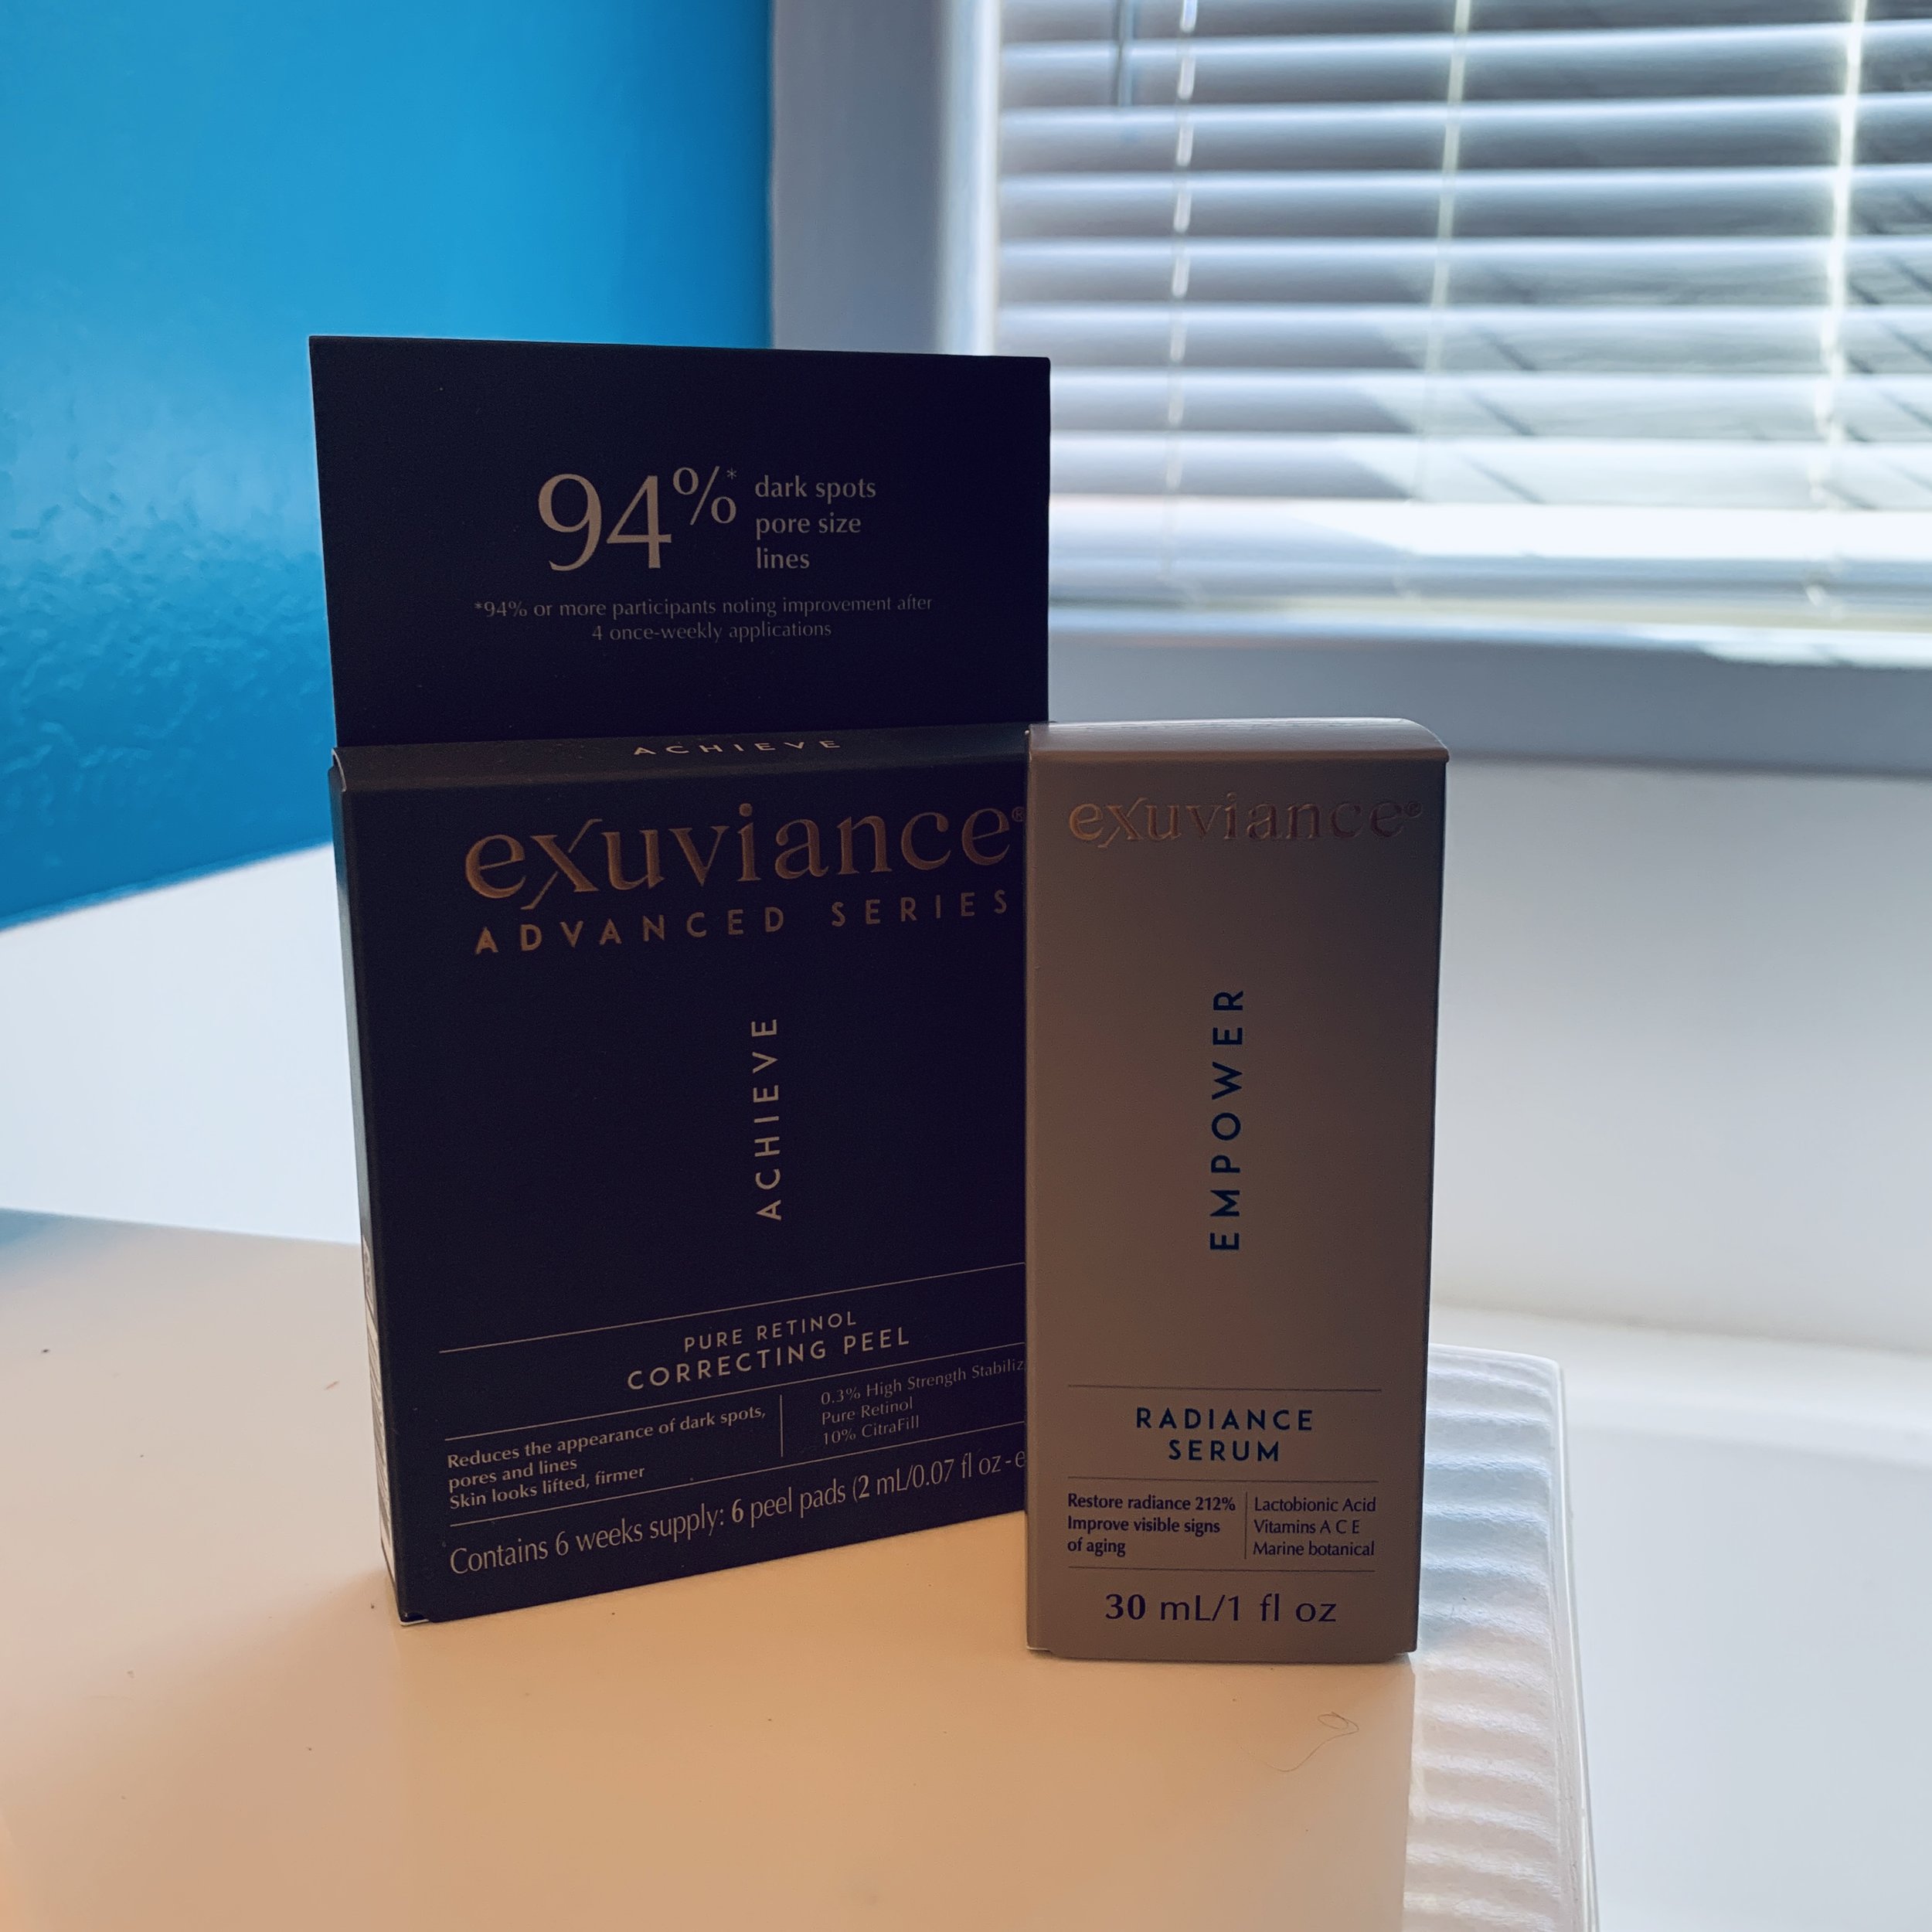 94%*
dark spots
pore size
lines
*94% or more participants noting improvement after
4 once-weekly applications
ACHIEVE
exuviance®
ADVANCED SERIES
ACHIEVE
PURE RETINOL
CORRECTING PEEL
Reduces the appearance of dark spots,
pores and lines
Skin looks lifted, firmer
0.3% High Strength
Pure Retinol
10% CitraFill
Contains 6 weeks supply: 6 peel pads (2 mL/0.07 fl oz -
exuviance®
EMPOWER
RADIANCE
SERUM
Restore radiance 212%
Improve visible signs
of aging
Lactobionic Acid
Vitamins A C E
Marine botanical
30 mL/1 fl oz